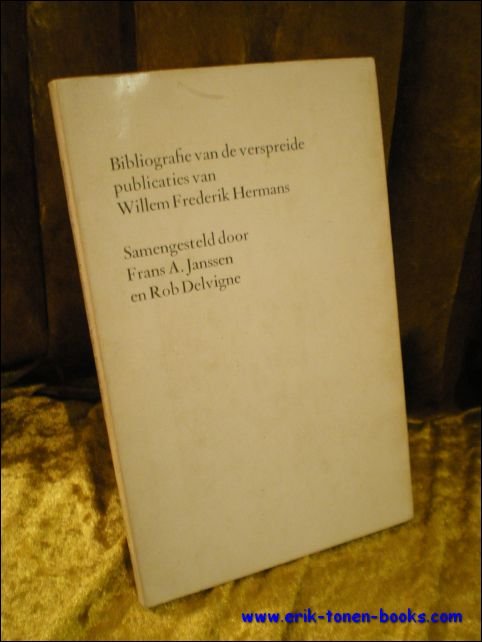 Bibliografie van de verspreide
publicaties van
Willem Frederik Hermans
Samengesteld door
Frans A. Janssen
en Rob Delvigne
www.erik-tonen-books.com